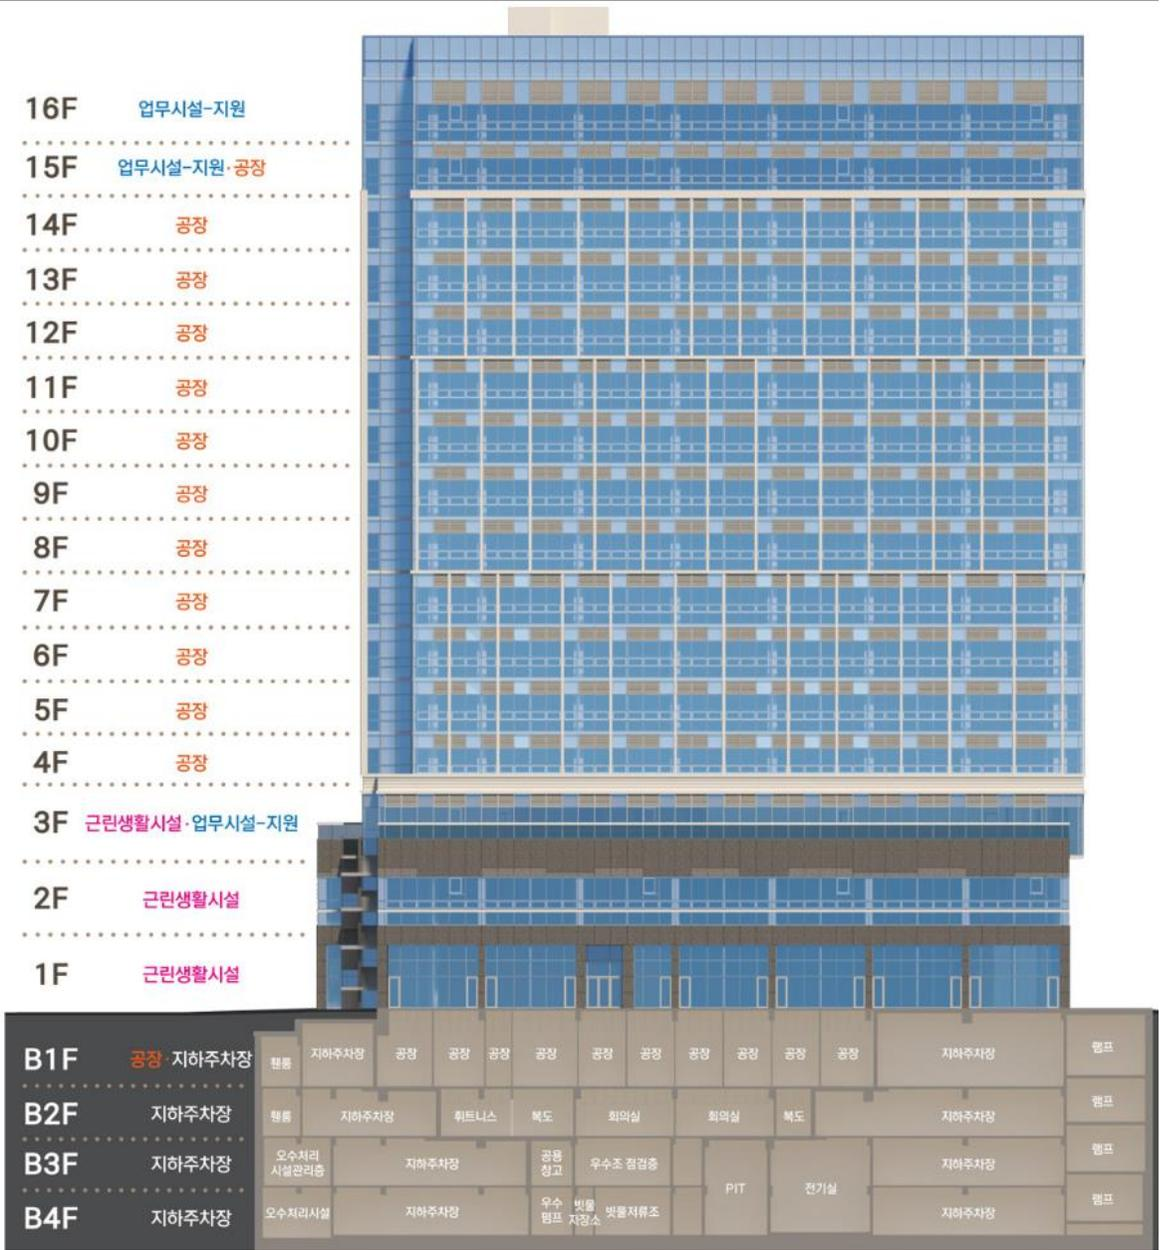 16F 업무시설-지원
15F 업무시설-지원·공장
14F 공장
13F 공장
12F 공장
11F 공장
10F 공장
9F 공장
8F 공장
7F 공장
6F 공장
5F 공장
4F 공장
3F 근린생활시설·업무시설-지원
2F 근린생활시설
1F 근린생활시설
B1F 공장·지하주차장
휀룸 지하주차장 공장 공장 공장 공장 공장 공장 공장 공장 공장 공장 지하주차장 램프
B2F 지하주차장
휀룸 지하주차장 휘트니스 복도 회의실 회의실 복도 지하주차장 램프
B3F 지하주차장
오수처리
시설관리층
지하주차장
공용
창고
우수조 점검층
PIT
전기실
지하주차장
램프
B4F 지하주차장
오수처리시설
지하주차장
우수
펌프
빗물
저장소
빗물저류조
지하주차장
램프